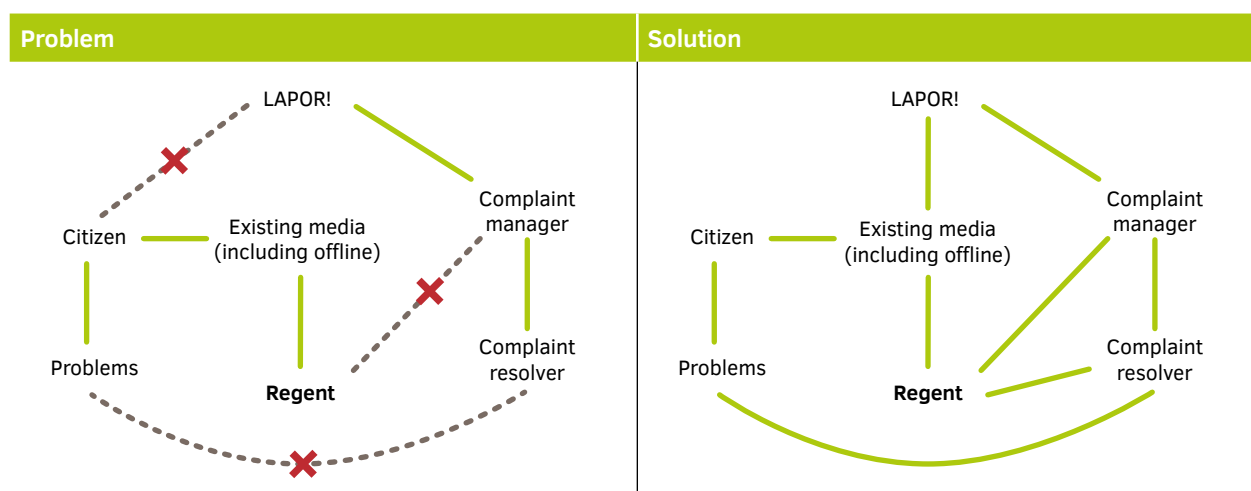 Problem
LAPOR!
Complaint
manager
Citizen
Existing media
(including offline)
Problems
Regent
Complaint
resolver
Solution
LAPOR!
Complaint
manager
Citizen
Existing media
(including offline)
Problems
Regent
Complaint
resolver